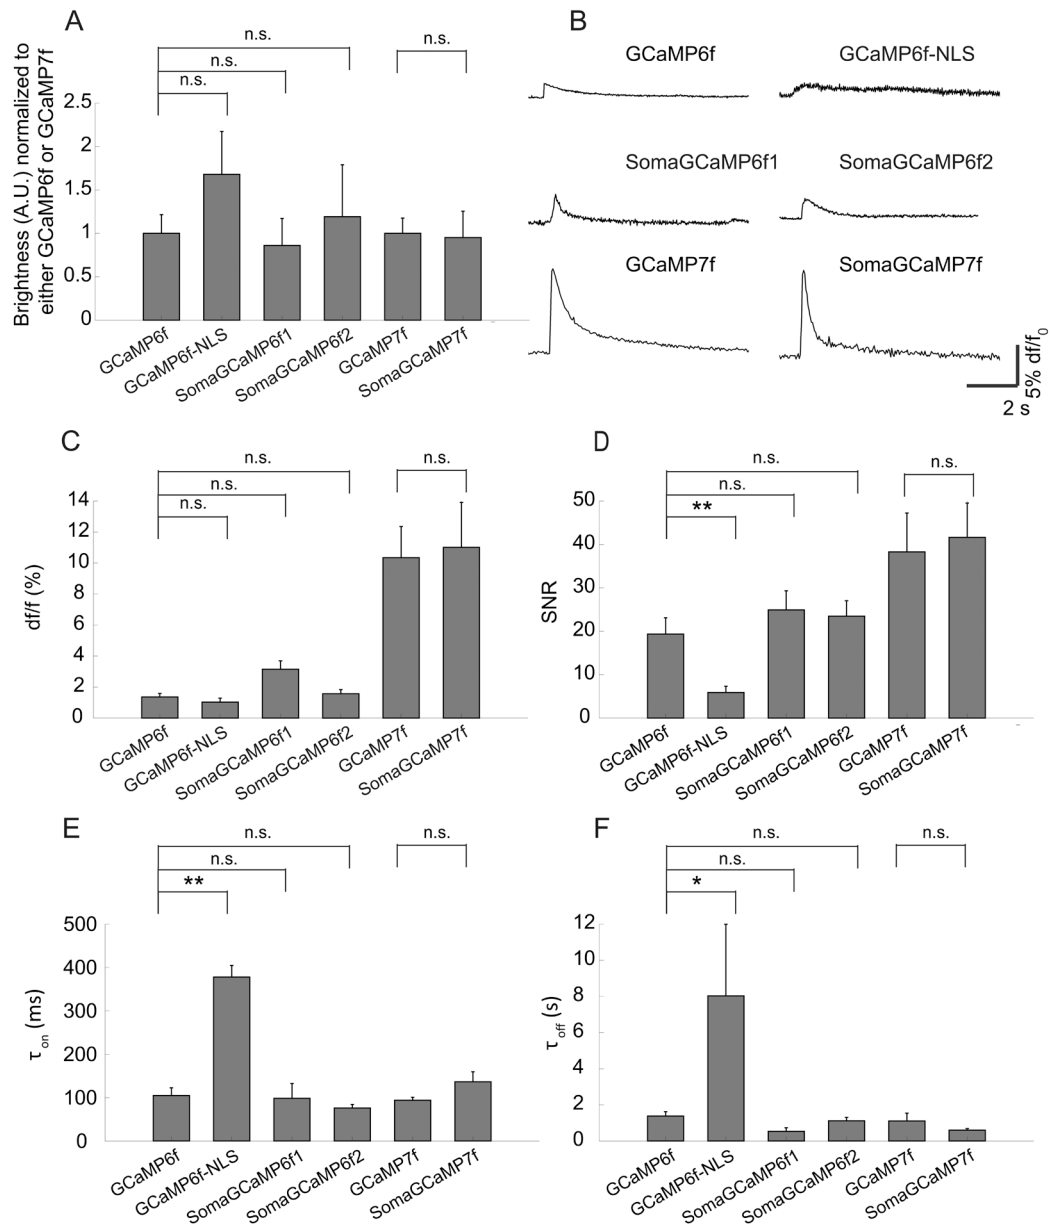 A
n.s.
n.s.
n.s.
n.s.
Brightness (A.U.) normalized to
either GCaMP6f or GCaMP7f
2.5
2
1.5
1
0.5
0
GCaMP6f
GCaMP6f-NLS
SomaGCaMP6f1
SomaGCaMP6f2
GCaMP7f
SomaGCaMP7f
B
GCaMP6f
GCaMP6f-NLS
SomaGCaMP6f1
SomaGCaMP6f2
GCaMP7f
SomaGCaMP7f
5% df/f0
2 s
C
n.s.
n.s.
n.s.
n.s.
df/f (%)
14
12
10
8
6
4
2
0
GCaMP6f
GCaMP6f-NLS
SomaGCaMP6f1
SomaGCaMP6f2
GCaMP7f
SomaGCaMP7f
D
n.s.
n.s.
n.s.
**
SNR
50
40
30
20
10
0
GCaMP6f
GCaMP6f-NLS
SomaGCaMP6f1
SomaGCaMP6f2
GCaMP7f
SomaGCaMP7f
E
n.s.
n.s.
n.s.
**
τon (ms)
500
400
300
200
100
0
GCaMP6f
GCaMP6f-NLS
SomaGCaMP6f1
SomaGCaMP6f2
GCaMP7f
SomaGCaMP7f
F
n.s.
n.s.
n.s.
*
τoff (s)
12
10
8
6
4
2
0
GCaMP6f
GCaMP6f-NLS
SomaGCaMP6f1
SomaGCaMP6f2
GCaMP7f
SomaGCaMP7f